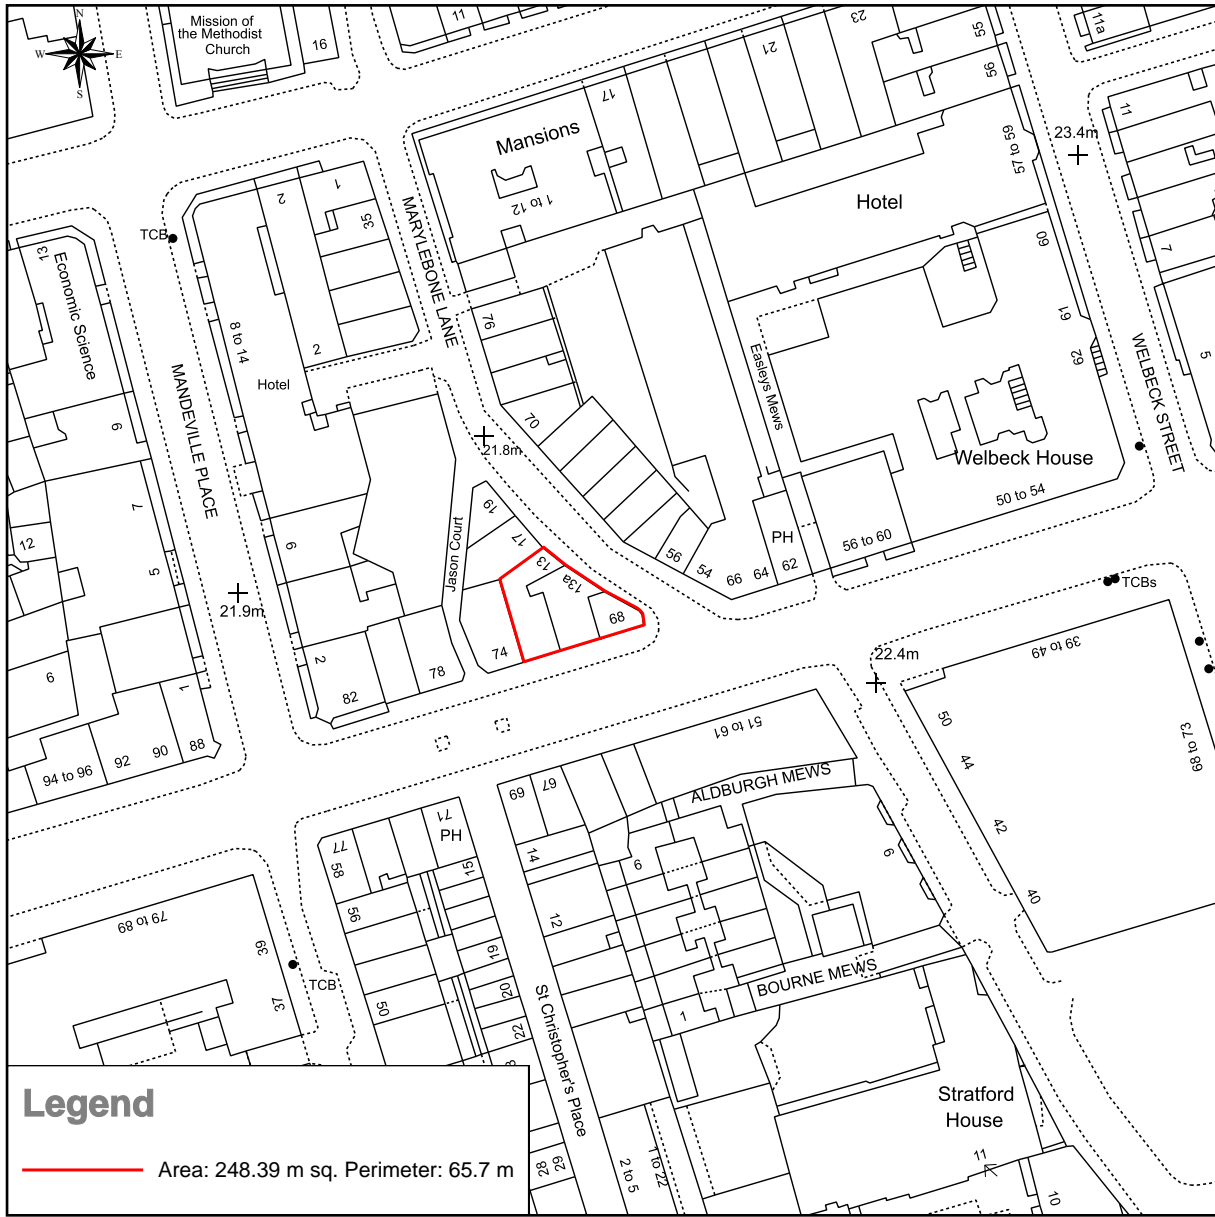 N
W
E
S
Mission of
the Methodist
Church
16
11
23
21
17
55
56
11a
11
23.4m
57 to 59
Mansions
1 to 12
Hotel
60
7
TCB
13
Economic Science
2
1
35
MARYLEBONE LANE
8 to 14
2
Hotel
76
Easleys Mews
61
62
WELBECK STREET
5
MANDEVILLE PLACE
9
7
12
5
70
21.8m
Welbeck House
50 to 54
19
17
Jason Court
13
13a
68
74
56
54
66
64
62
PH
56 to 60
TCBs
21.9m
6
2
82
78
6
1
88
90
92
94 to 96
22.4m
39 to 49
50
44
42
40
68 to 73
51 to 61
ALDBURGH MEWS
69
67
71
PH
77
58
56
50
15
14
12
9
6
19
20
22
79 to 89
39
37
TCB
BOURNE MEWS
1
St Christopher's Place
Stratford
House
11
10
28
29
2 to 5
1 to 22
Legend
Area: 248.39 m sq. Perimeter: 65.7 m